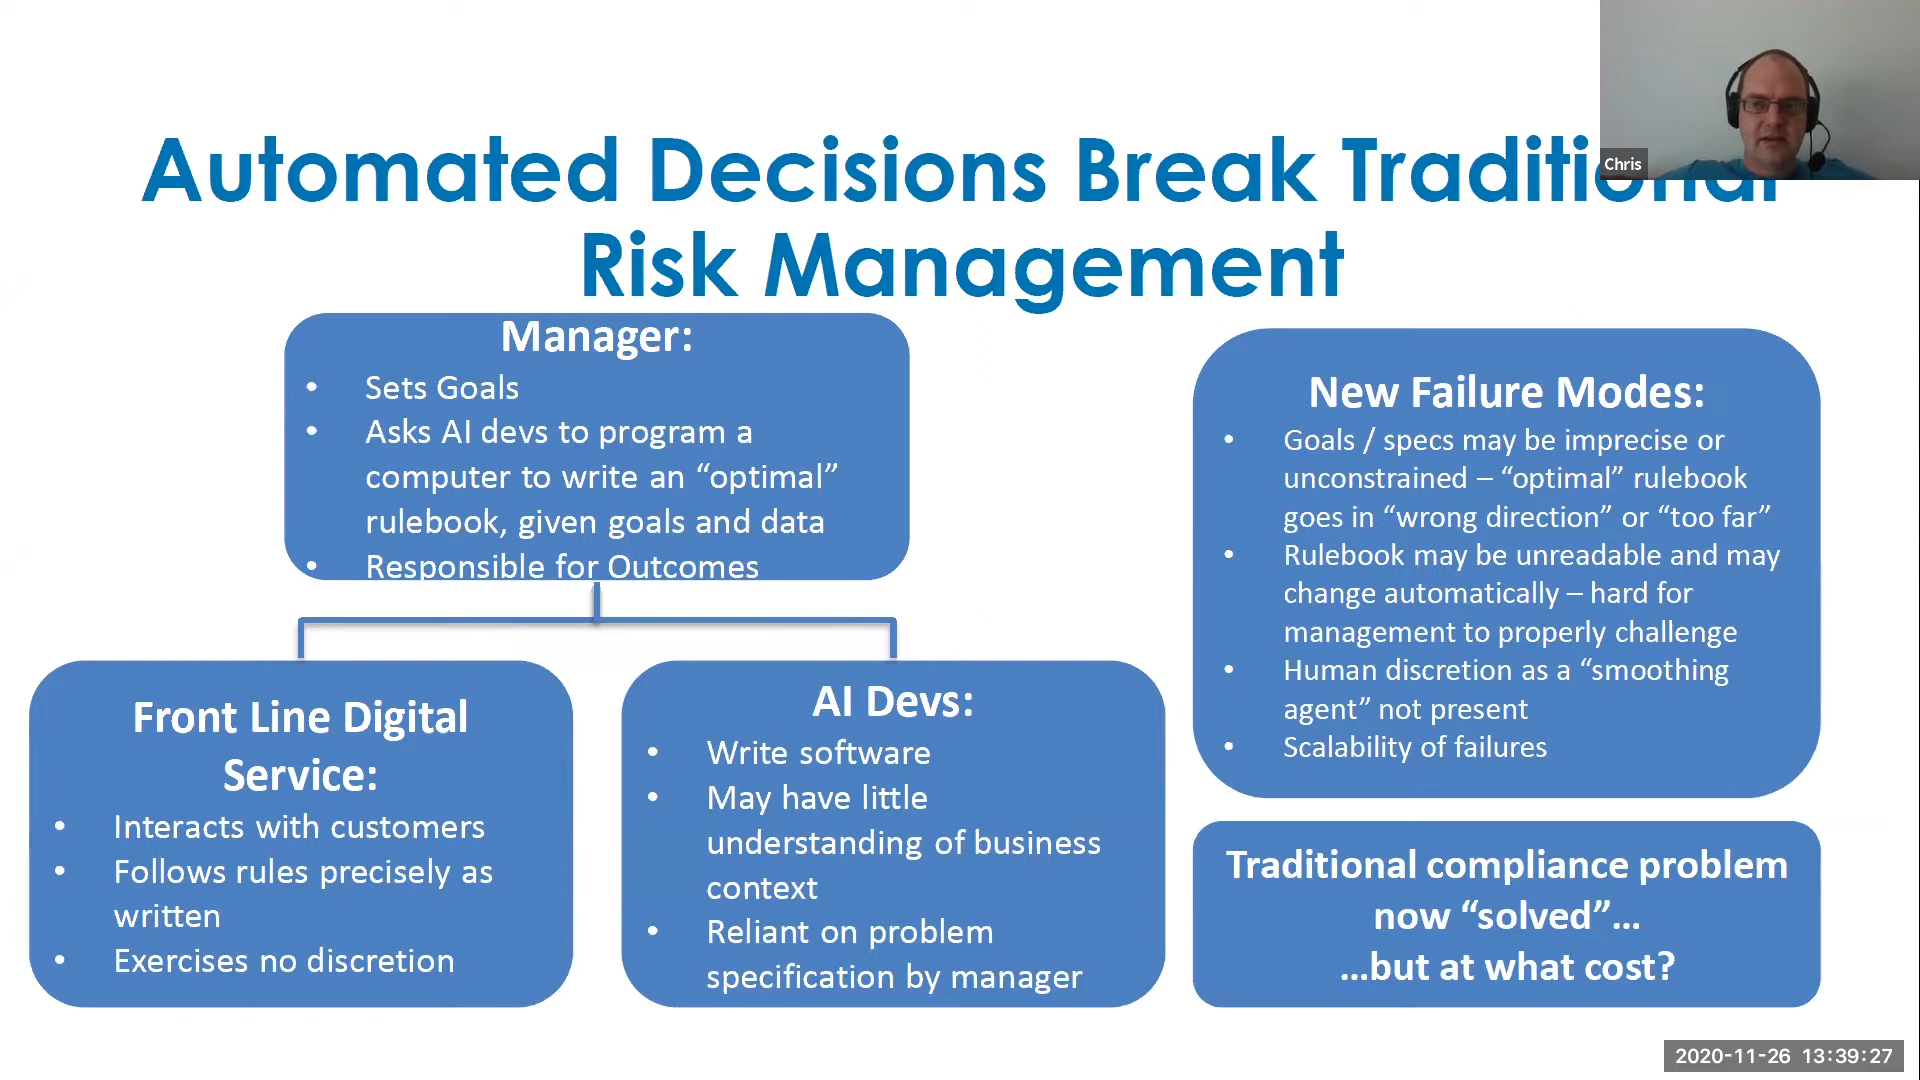 Automated Decisions Break Traditional
Risk Management
Chris
Manager:
• Sets Goals
• Asks AI devs to program a
computer to write an “optimal”
rulebook, given goals and data
• Responsible for Outcomes
Front Line Digital
Service:
• Interacts with customers
• Follows rules precisely as
written
• Exercises no discretion
AI Devs:
• Write software
• May have little
understanding of business
context
• Reliant on problem
specification by manager
New Failure Modes:
• Goals / specs may be imprecise or
unconstrained – “optimal” rulebook
goes in “wrong direction” or “too far”
• Rulebook may be unreadable and may
change automatically – hard for
management to properly challenge
• Human discretion as a “smoothing
agent” not present
• Scalability of failures
Traditional compliance problem
now “solved”…
…but at what cost?
2020-11-26 13:39:27